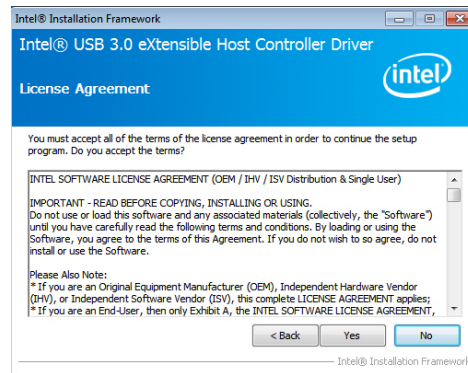 Intel® Installation Framework
Intel® USB 3.0 eXtensible Host Controller Driver
intel
License Agreement
You must accept all of the terms of the license agreement in order to continue the setup
program. Do you accept the terms?
INTEL SOFTWARE LICENSE AGREEMENT (OEM / IHV / ISV Distribution & Single User)
IMPORTANT - READ BEFORE COPYING, INSTALLING OR USING.
Do not use or load this software and any associated materials (collectively, the "Software")
until you have carefully read the following terms and conditions. By loading or using the
Software, you agree to the terms of this Agreement. If you do not wish to so agree, do not
install or use the Software.
Please Also Note:
* If you are an Original Equipment Manufacturer (OEM), Independent Hardware Vendor
(IHV), or Independent Software Vendor (ISV), this complete LICENSE AGREEMENT applies;
* If you are an End-User, then only Exhibit A, the INTEL SOFTWARE LICENSE AGREEMENT,
< Back Yes No
Intel® Installation Framework